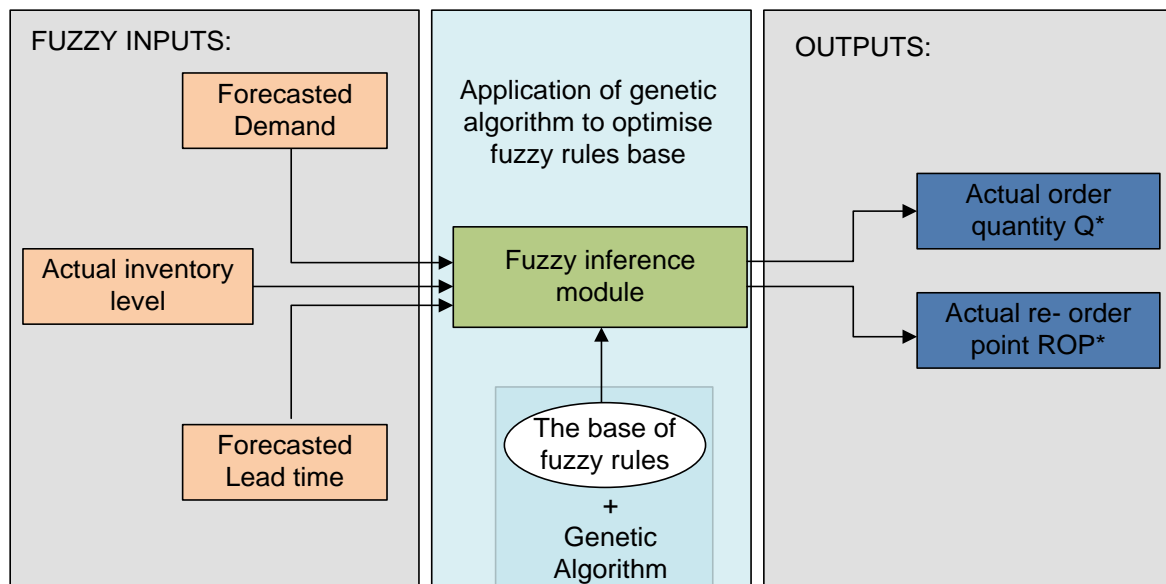 FUZZY INPUTS:
Forecasted
Demand
Actual inventory
level
Forecasted
Lead time
Application of genetic
algorithm to optimise
fuzzy rules base
Fuzzy inference
module
The base of
fuzzy rules
+
Genetic
Algorithm
OUTPUTS:
Actual order
quantity Q*
Actual re- order
point ROP*